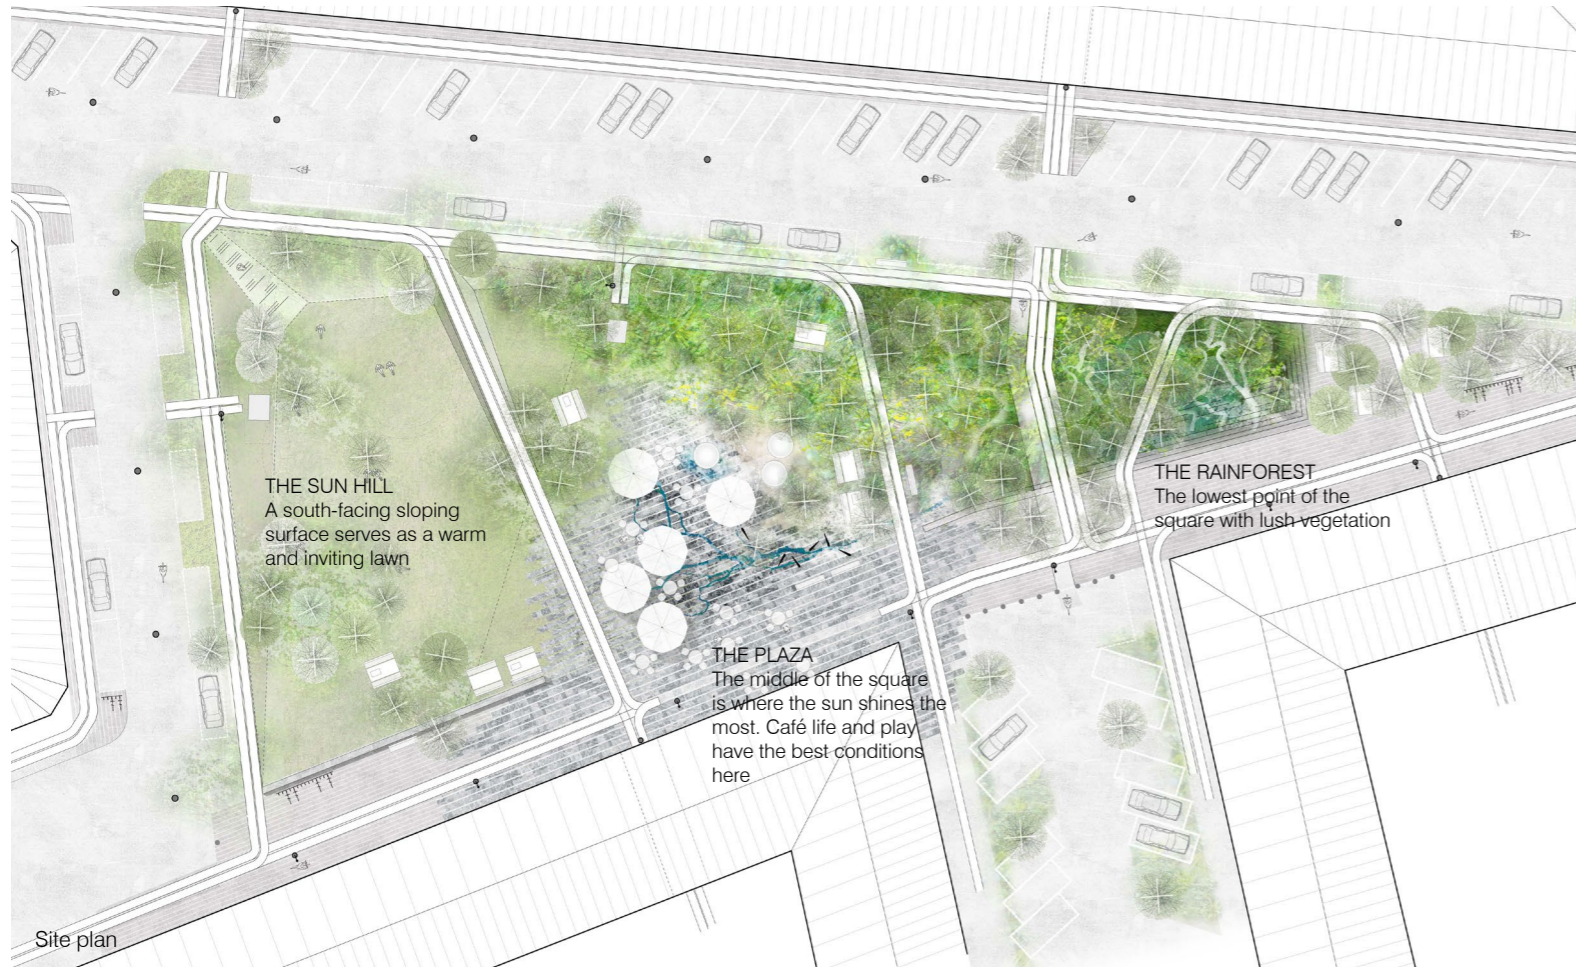 THE SUN HILL
A south-facing sloping
surface serves as a warm
and inviting lawn
THE PLAZA
The middle of the square
is where the sun shines the
most. Café life and play
have the best conditions
here
THE RAINFOREST
The lowest point of the
square with lush vegetation
Site plan